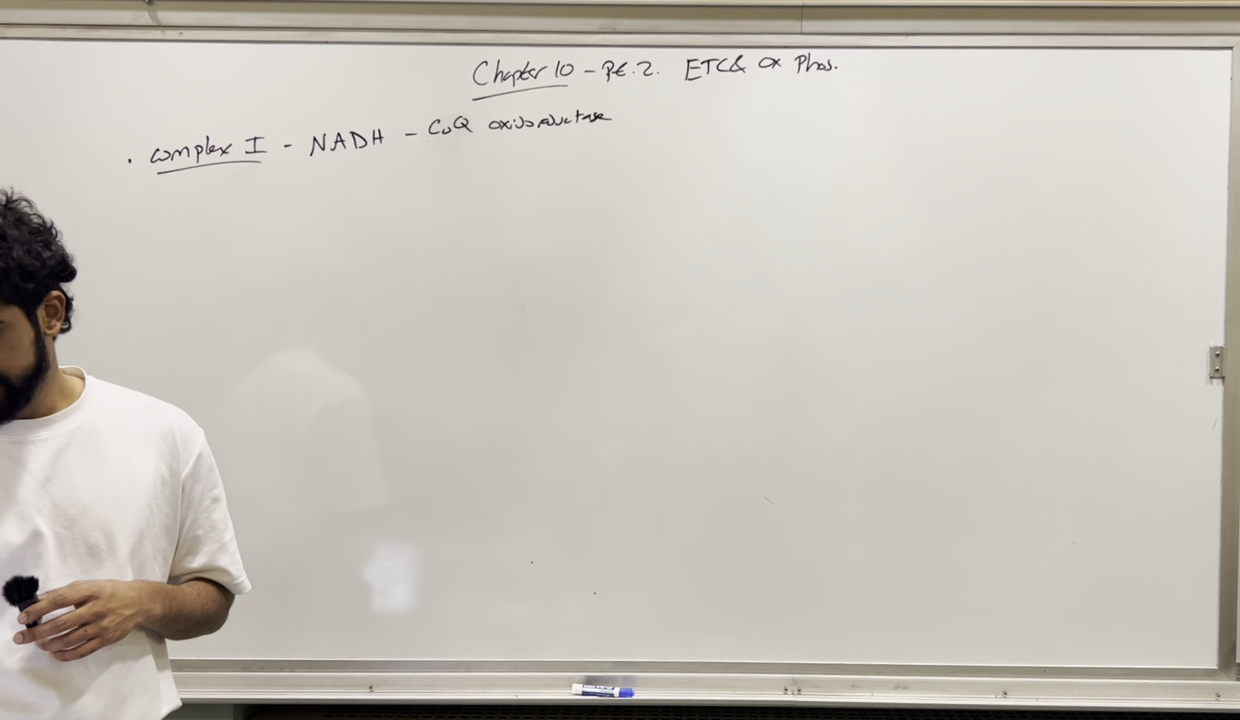 Chapter 10 - Pt. 2. ETC & Ox Phos.
. Complex I - NADH - CoQ oxidoreductase